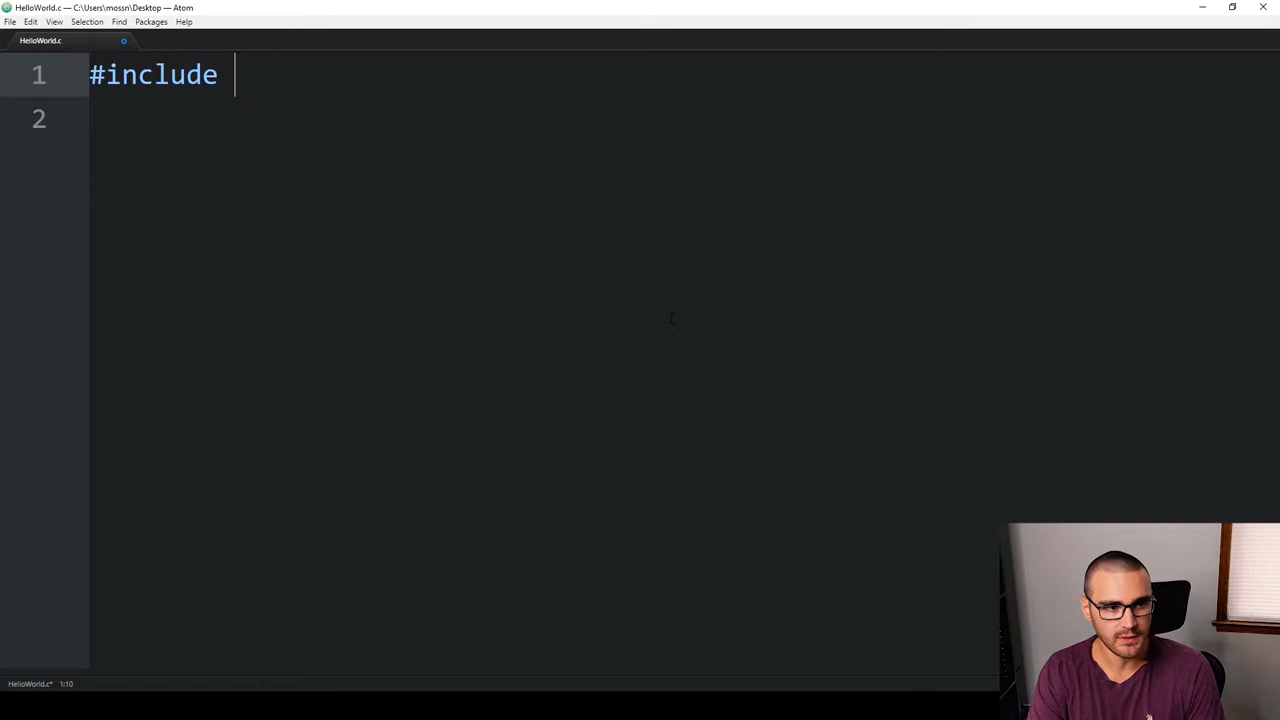 HelloWorld.c — C:\Users\mossn\Desktop — Atom
File Edit View Selection Find Packages Help
HelloWorld.c
1 #include
2
HelloWorld.c* 1:10